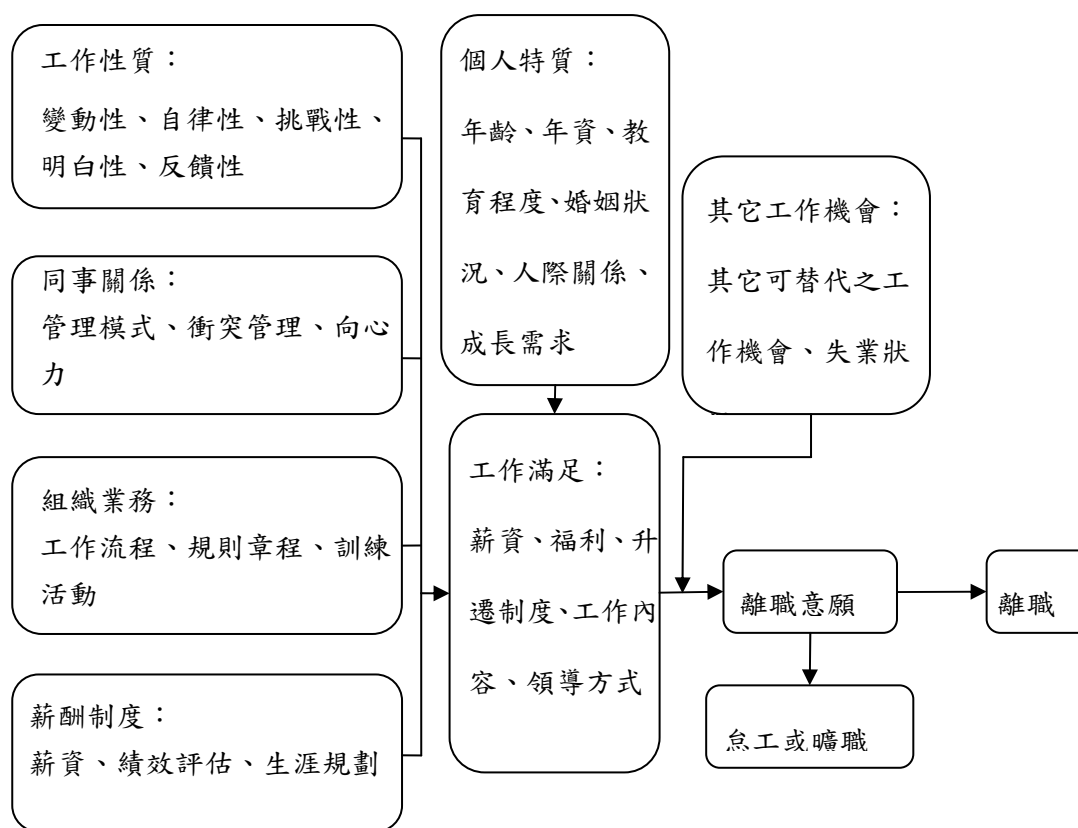 工作性質：
變動性、自律性、挑戰性、
明白性、反饋性
同事關係：
管理模式、衝突管理、向心
力
組織業務：
工作流程、規則章程、訓練
活動
薪酬制度：
薪資、績效評估、生涯規劃
個人特質：
年齡、年資、教
育程度、婚姻狀
況、人際關係、
成長需求
其它工作機會：
其它可替代之工
作機會、失業狀
工作滿足：
薪資、福利、升
遷制度、工作內
容、領導方式
離職意願
離職
怠工或曠職